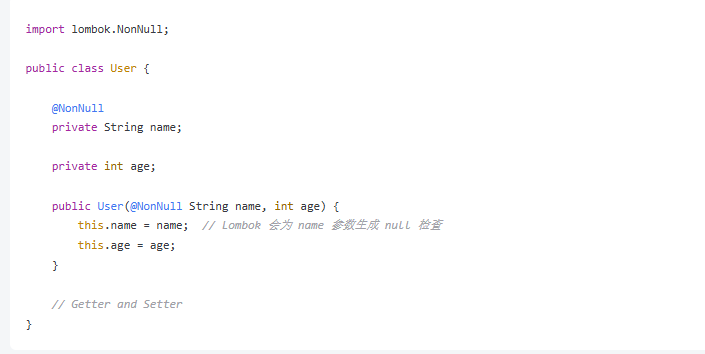 import lombok.NonNull;
public class User {
@NonNull
private String name;
private int age;
public User(@NonNull String name, int age) {
this.name = name;  // Lombok 会为 name 参数生成 null 检查
this.age = age;
}
// Getter and Setter
}